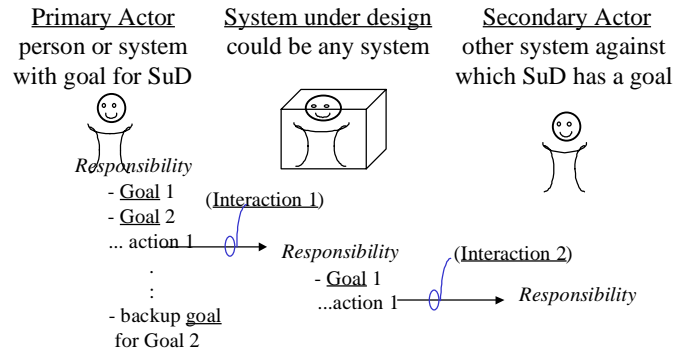 Primary Actor
person or system
with goal for SuD
System under design
could be any system
Secondary Actor
other system against
which SuD has a goal
Responsibility
- Goal 1
- Goal 2
... action 1
.
:
- backup goal
for Goal 2
(Interaction 1)
Responsibility
- Goal 1
...action 1
(Interaction 2)
Responsibility